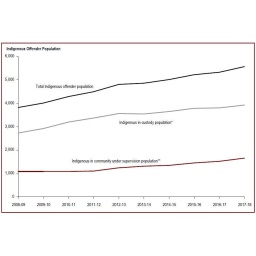 Indigenous Offender Population
6,000
5,000
4,000
3,000
2,000
1,000
0
Total Indigenous offender population
Indigenous in custody population*
Indigenous in community under supervision population**
2008-09 2009-10 2010-11 2011-12 2012-13 2013-14 2014-15 2015-16 2016-17 2017-18